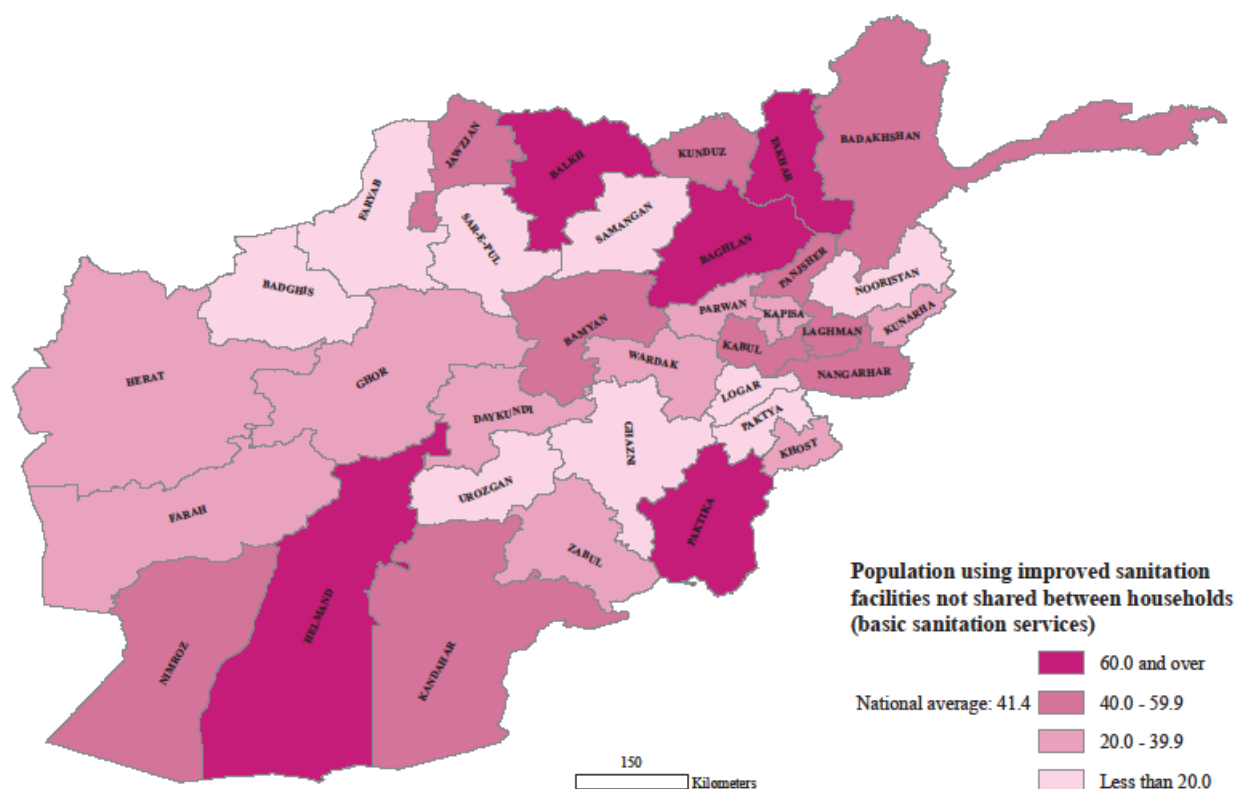 JAWZJAN
BALKH
KUNDUZ
TAKHAR
BADAKHSHAN
FARYAB
SAR-E-PUL
SAMANGAN
BAGHLAN
PANJSHER
NOORISTAN
BADGHIS
PARWAN
KAPISA
KUNARHA
LAGHMAN
BAMYAN
KABUL
HERAT
GHOR
WARDAK
NANGARHAR
LOGAR
DAYKUNDI
PAKTYA
GHAZNI
KHOST
UROZGAN
FARAH
PAKTIKA
ZABUL
HELMAND
NIMROZ
KANDAHAR
Population using improved sanitation
facilities not shared between households
(basic sanitation services)
60.0 and over
National average: 41.4
40.0 - 59.9
20.0 - 39.9
Less than 20.0
150
Kilometers